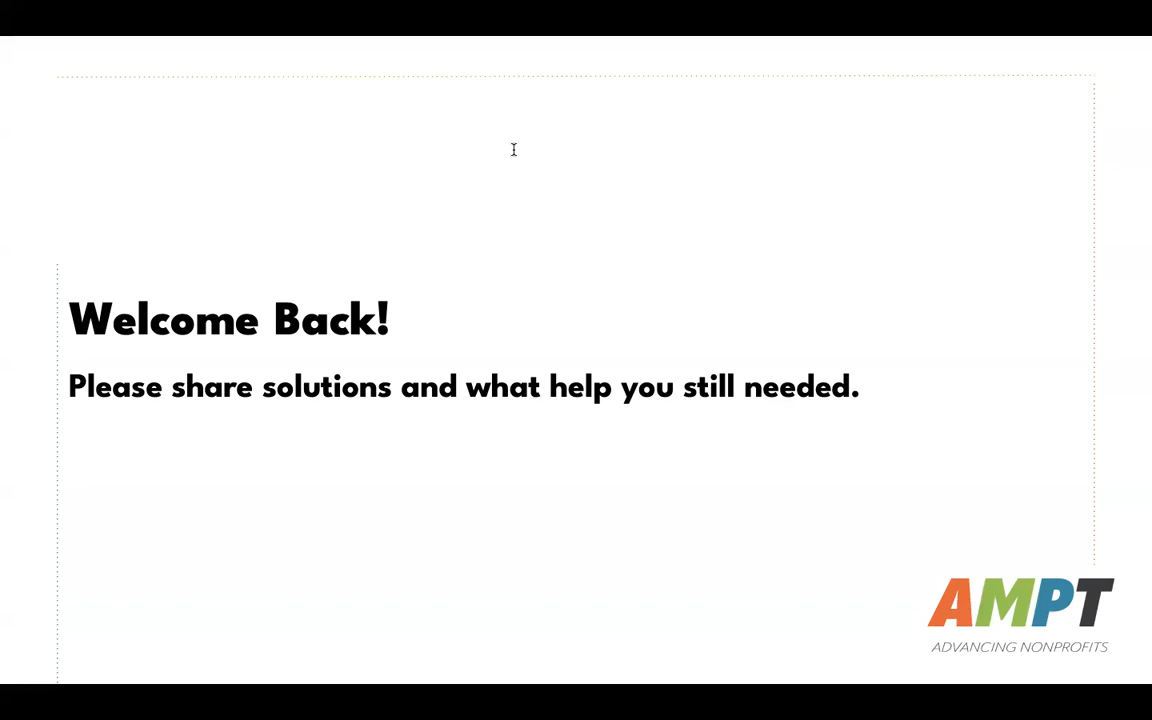 Welcome Back!
Please share solutions and what help you still needed.
AMPT
ADVANCING NONPROFITS